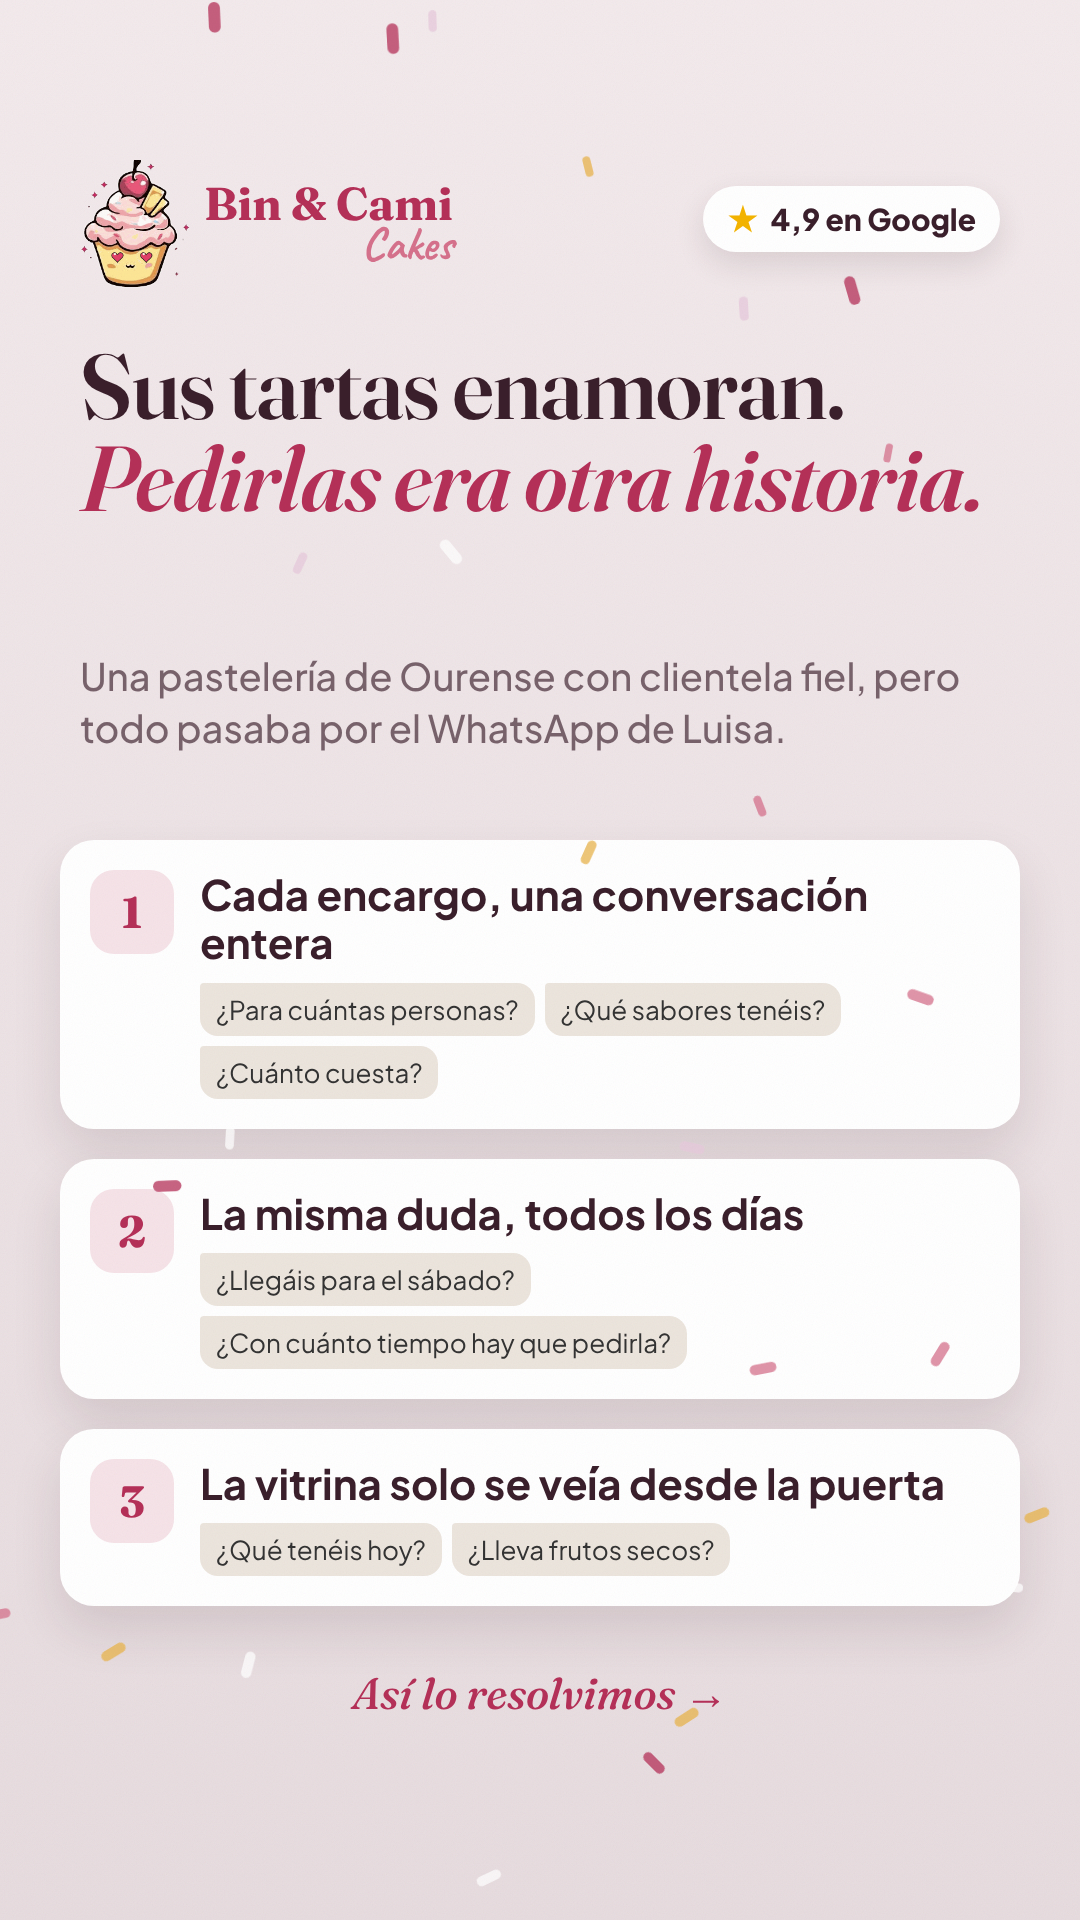 Bin & Cami
Cakes
★ 4,9 en Google
Sus tartas enamoran.
Pedirlas era otra historia.
Una pastelería de Ourense con clientela fiel, pero
todo pasaba por el WhatsApp de Luisa.
1
Cada encargo, una conversación
entera
¿Para cuántas personas? ¿Qué sabores tenéis?
¿Cuánto cuesta?
2
La misma duda, todos los días
¿Llegáis para el sábado?
¿Con cuánto tiempo hay que pedirla?
3
La vitrina solo se veía desde la puerta
¿Qué tenéis hoy? ¿Lleva frutos secos?
Así lo resolvimos →